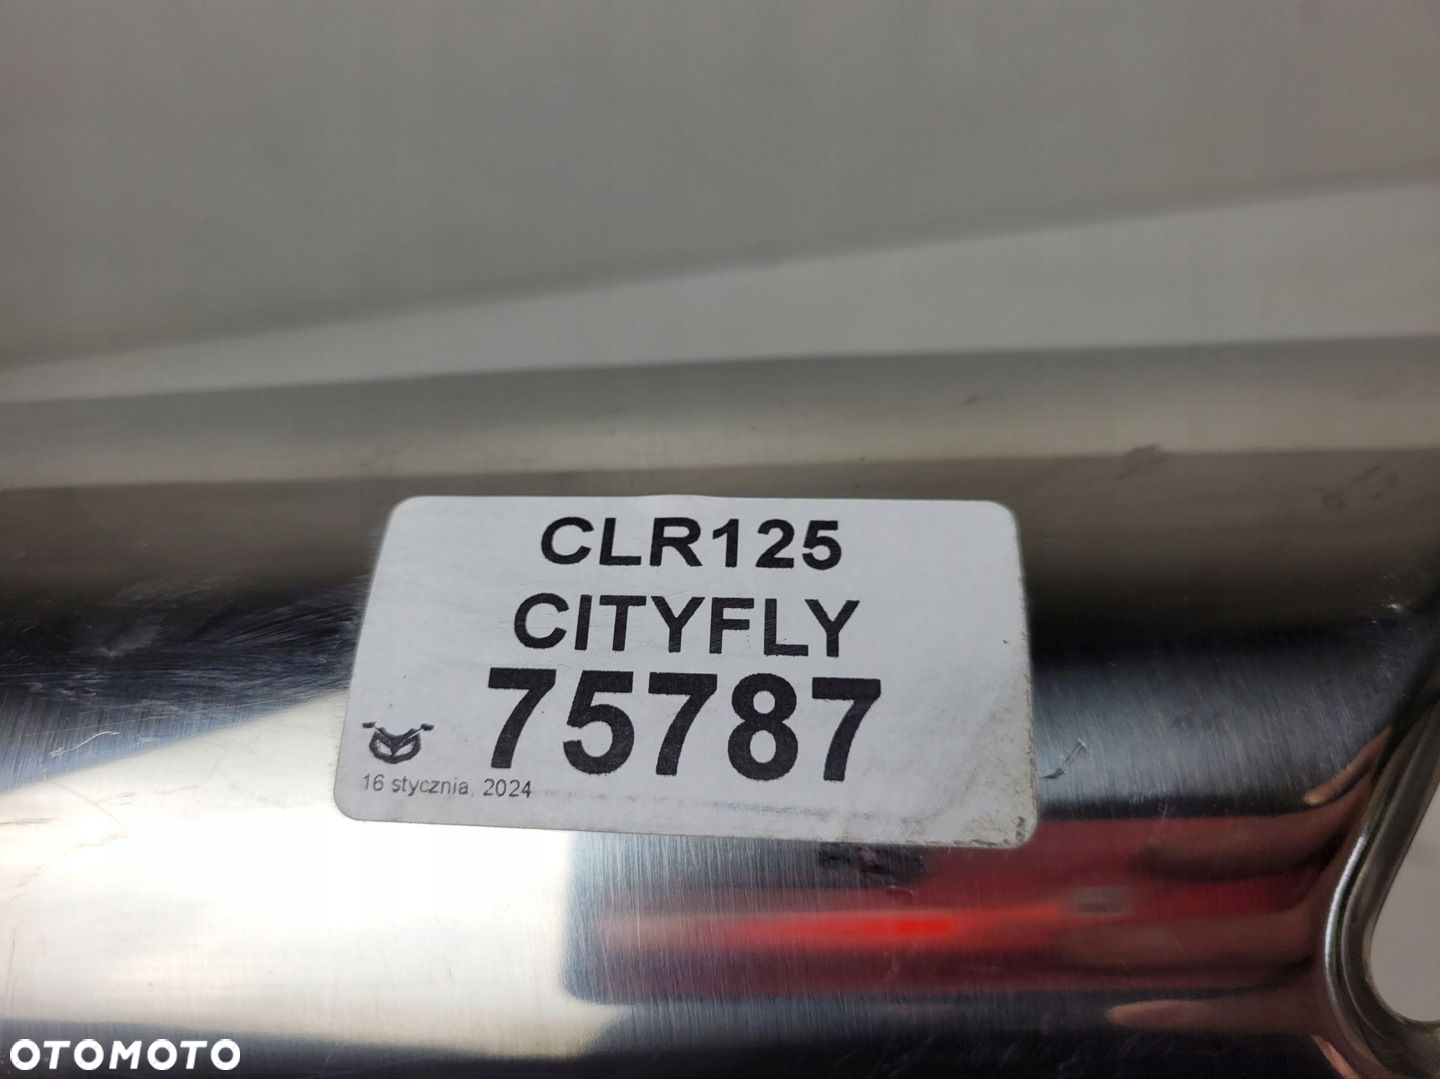 CLR125
CITYFLY
75787
16 stycznia, 2024
OTOMOTO